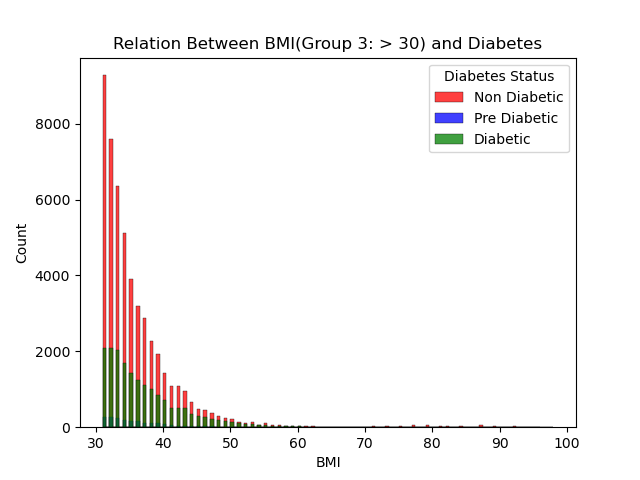 Relation Between BMI(Group 3: > 30) and Diabetes
Diabetes Status
Non Diabetic
Pre Diabetic
Diabetic
Count
8000
6000
4000
2000
0
30 40 50 60 70 80 90 100
BMI